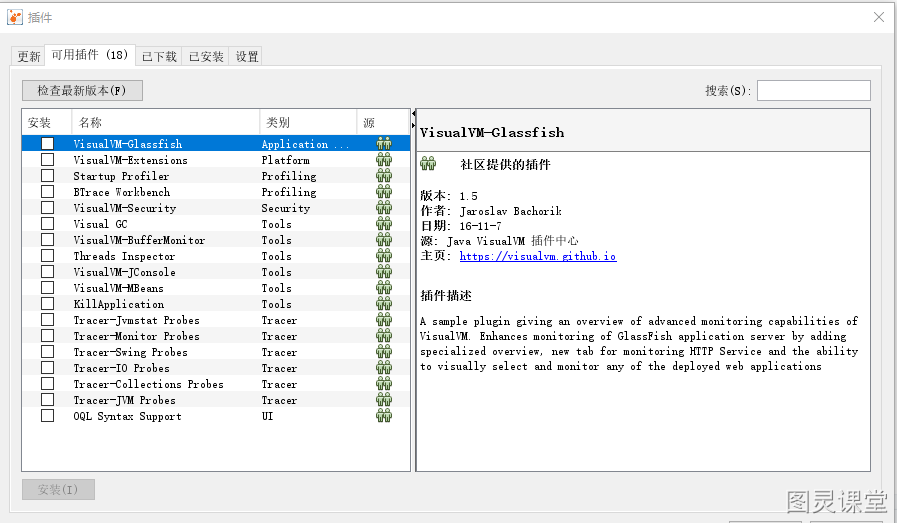 插件
更新 可用插件 (18) 已下载 已安装 设置
检查最新版本(F) 搜索(S):
安装 名称 类别 源
VisualVM-Glassfish Application ...
VisualVM-Extensions Platform
Startup Profiler Profiling
BTrace Workbench Profiling
VisualVM-Security Security
Visual GC Tools
VisualVM-BufferMonitor Tools
Threads Inspector Tools
VisualVM-JConsole Tools
VisualVM-MBeans Tools
KillApplication Tools
Tracer-Jvmstat Probes Tracer
Tracer-Monitor Probes Tracer
Tracer-Swing Probes Tracer
Tracer-IO Probes Tracer
Tracer-Collections Probes Tracer
Tracer-JVM Probes Tracer
OQL Syntax Support UI
VisualVM-Glassfish
社区提供的插件
版本: 1.5
作者: Jaroslav Bachorik
日期: 16-11-7
源: Java VisualVM 插件中心
主页: https://visualvm.github.io
插件描述
A sample plugin giving an overview of advanced monitoring capabilities of
VisualVM. Enhances monitoring of GlassFish application server by adding
specialized overview, new tab for monitoring HTTP Service and the ability
to visually select and monitor any of the deployed web applications
安装(I)
图灵课堂